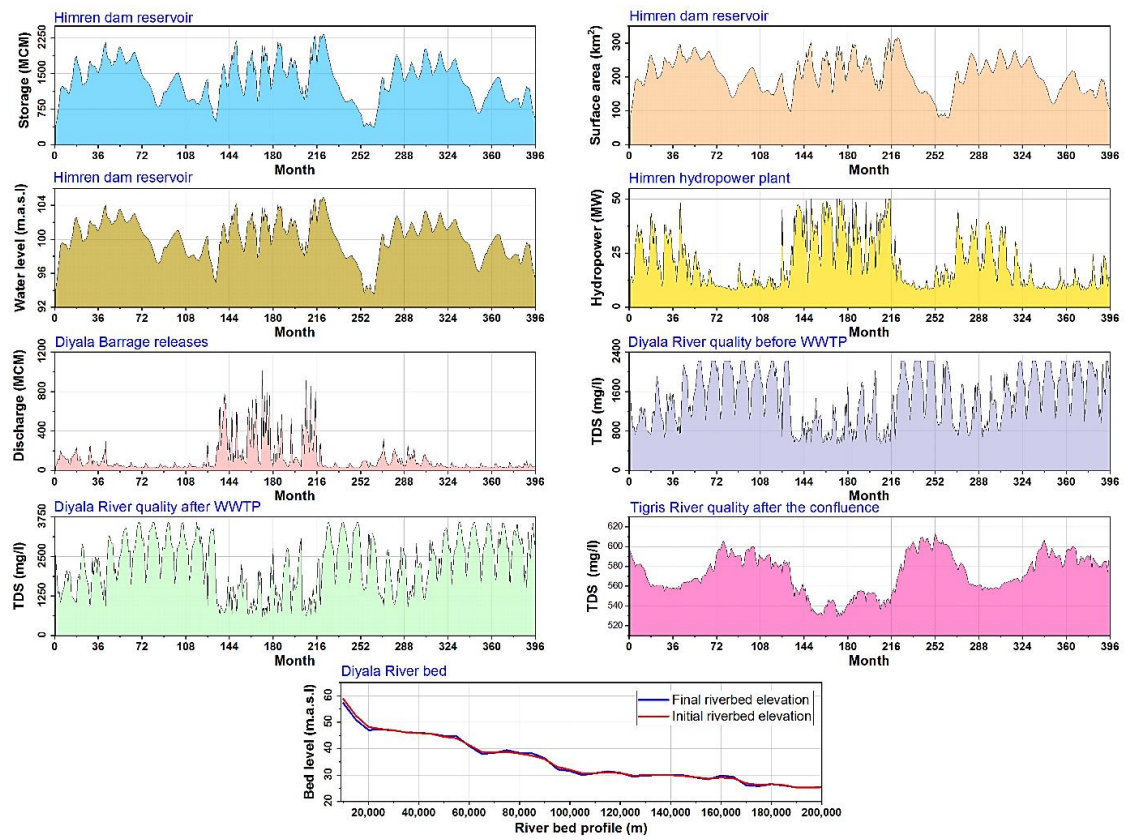 Himren dam reservoir
Storage (MCM)
2250
1500
750
0
0 36 72 108 144 180 216 252 288 324 360 396
Month
Himren dam reservoir
Surface area (km²)
300
200
100
0
0 36 72 108 144 180 216 252 288 324 360 396
Month
Himren dam reservoir
Water level (m.a.s.l)
104
100
96
92
0 36 72 108 144 180 216 252 288 324 360 396
Month
Himren hydropower plant
Hydropower (MW)
50
25
0
0 36 72 108 144 180 216 252 288 324 360 396
Month
Diyala Barrage releases
Discharge (MCM)
1200
800
400
0
0 36 72 108 144 180 216 252 288 324 360 396
Month
Diyala River quality before WWTP
TDS (mg/l)
2400
1600
800
0
0 36 72 108 144 180 216 252 288 324 360 396
Month
Diyala River quality after WWTP
TDS (mg/l)
3750
2500
1250
0
0 36 72 108 144 180 216 252 288 324 360 396
Month
Tigris River quality after the confluence
TDS (mg/l)
620
600
580
560
540
520
0 36 72 108 144 180 216 252 288 324 360 396
Month
Diyala River bed
Bed level (m.a.s.l)
60
50
40
30
20
Final riverbed elevation
Initial riverbed elevation
20,000 40,000 60,000 80,000 100,000 120,000 140,000 160,000 180,000 200,000
River bed profile (m)